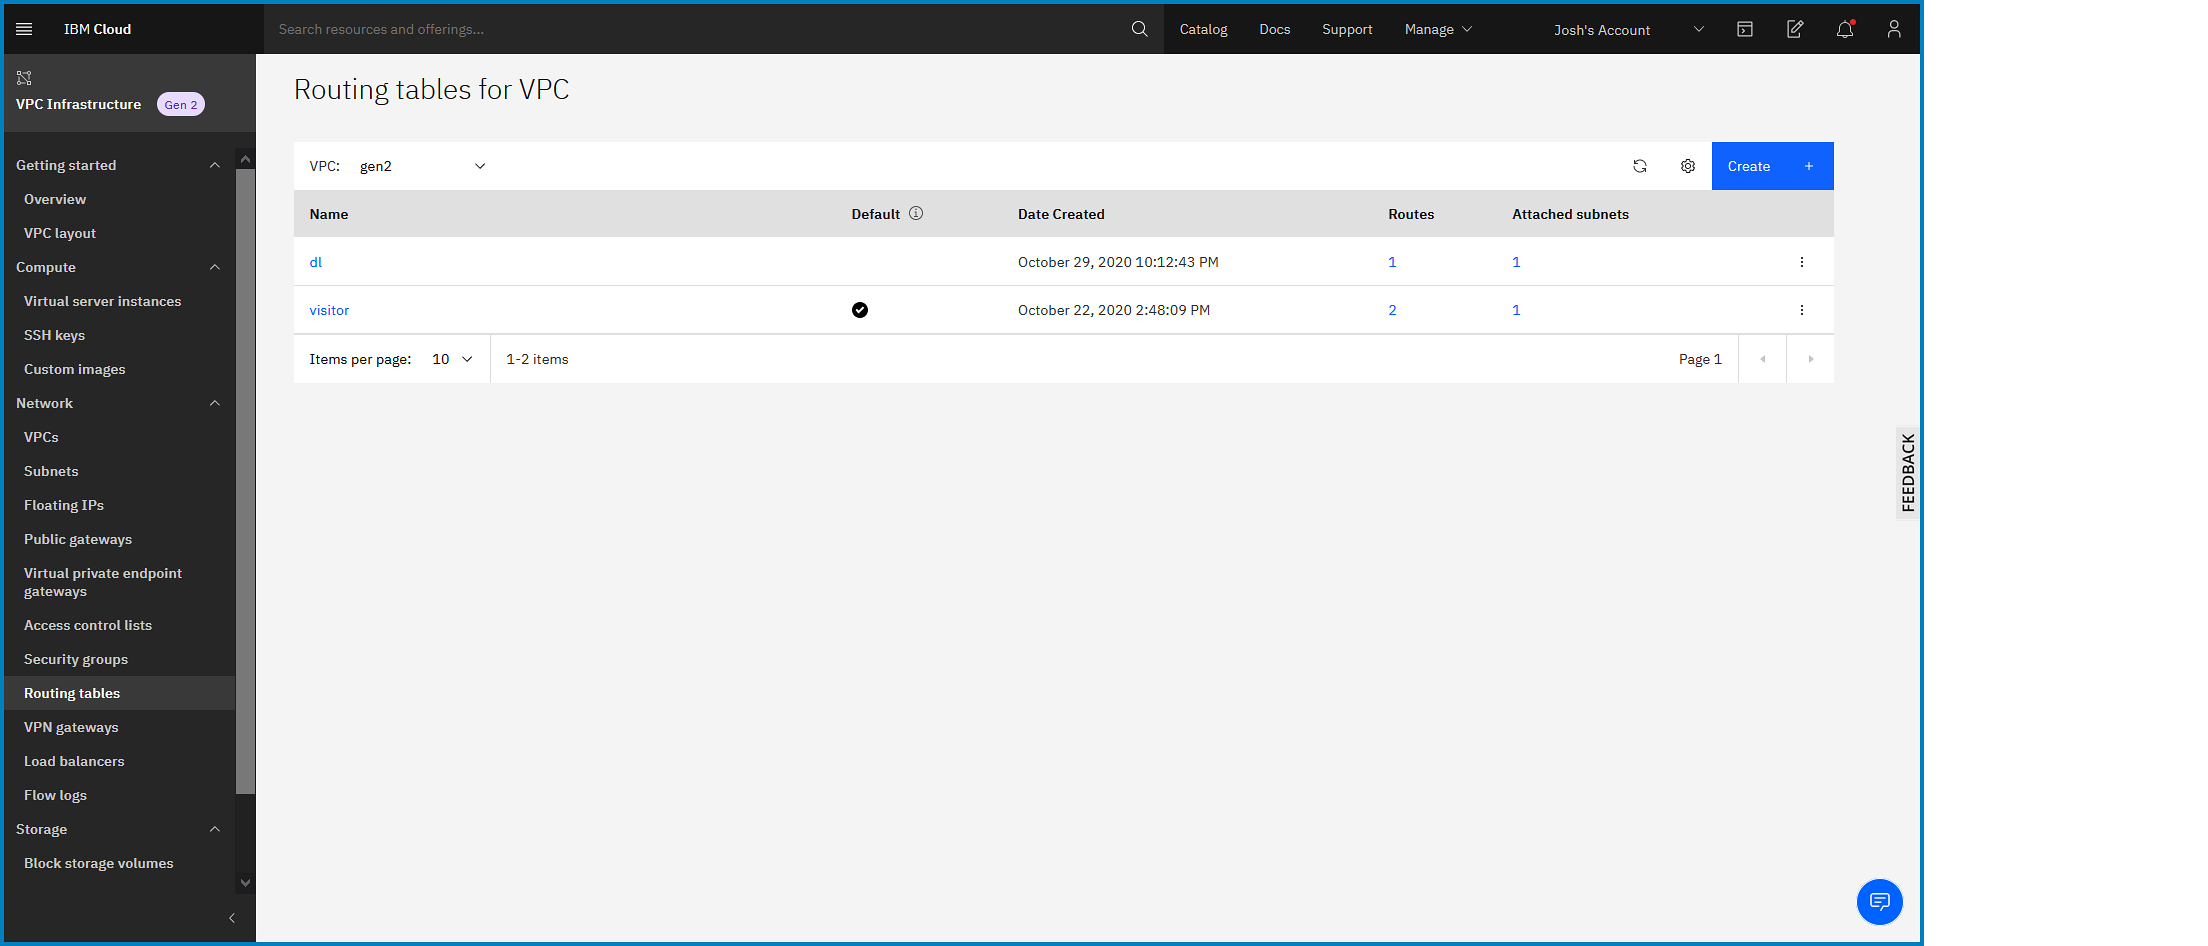 IBM Cloud
Search resources and offerings...
Catalog
Docs
Support
Manage
Josh's Account
VPC Infrastructure
Gen 2
Getting started
Overview
VPC layout
Compute
Virtual server instances
SSH keys
Custom images
Network
VPCs
Subnets
Floating IPs
Public gateways
Virtual private endpoint
gateways
Access control lists
Security groups
Routing tables
VPN gateways
Load balancers
Flow logs
Storage
Block storage volumes
Routing tables for VPC
VPC: gen2
Create +
Name Default Date Created Routes Attached subnets
dl October 29, 2020 10:12:43 PM 1 1
visitor October 22, 2020 2:48:09 PM 2 1
Items per page: 10 1-2 items Page 1
FEEDBACK